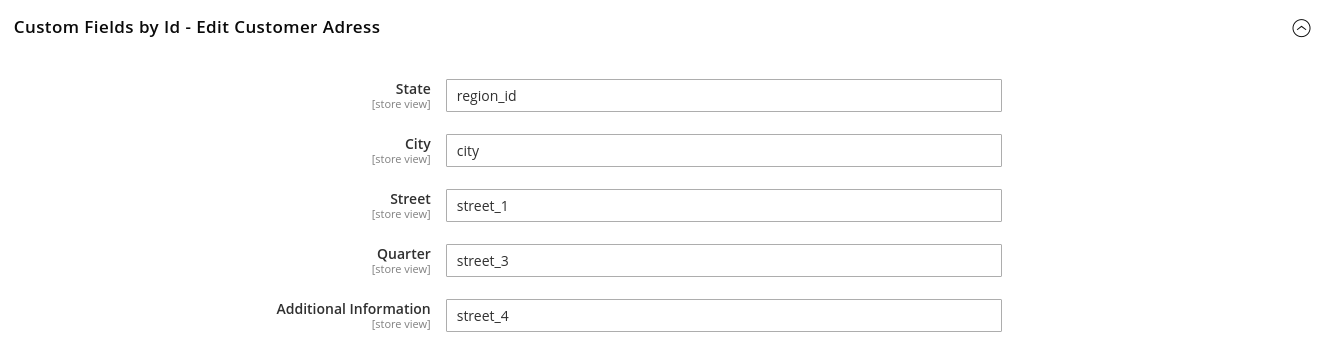 Custom Fields by Id - Edit Customer Adress
State
[store view]
region_id
City
[store view]
city
Street
[store view]
street_1
Quarter
[store view]
street_3
Additional Information
[store view]
street_4